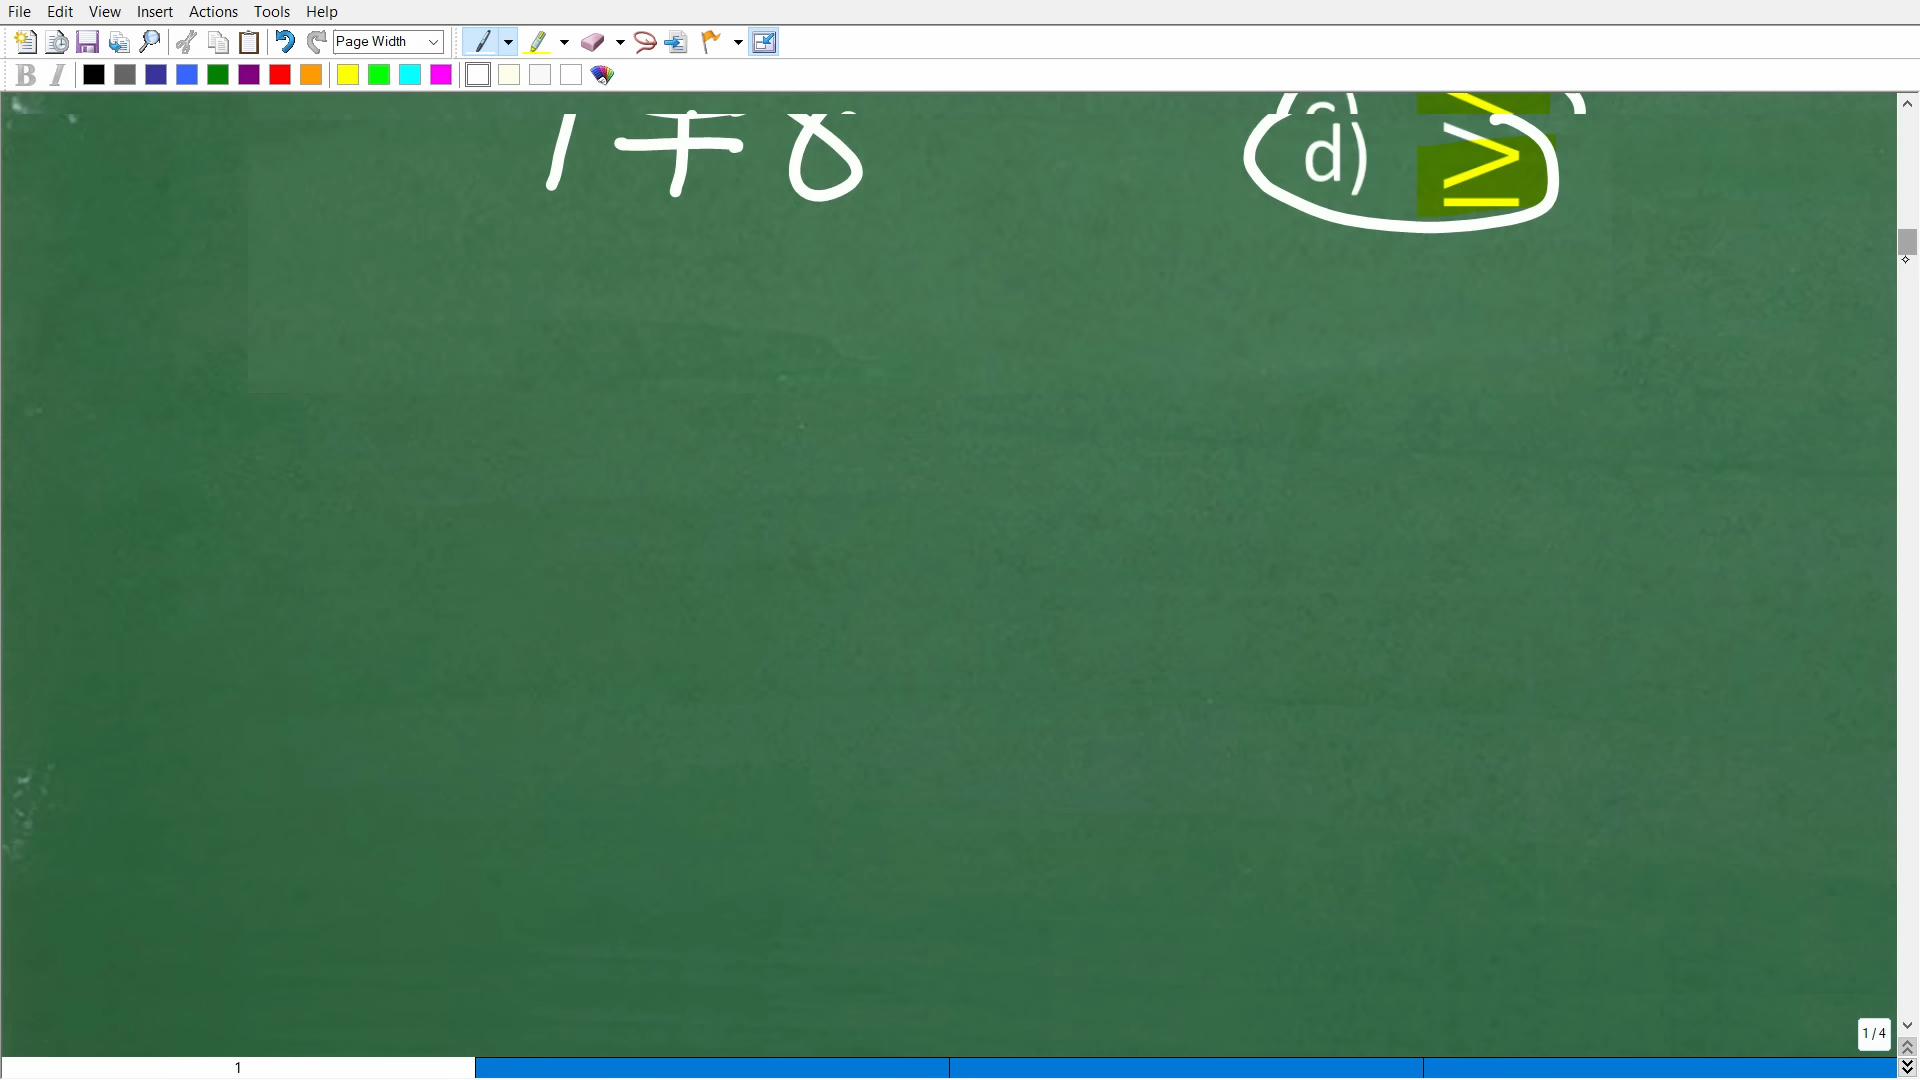 File Edit View Insert Actions Tools Help
Page Width
B I
c)
d) ≥
1 / 4
1